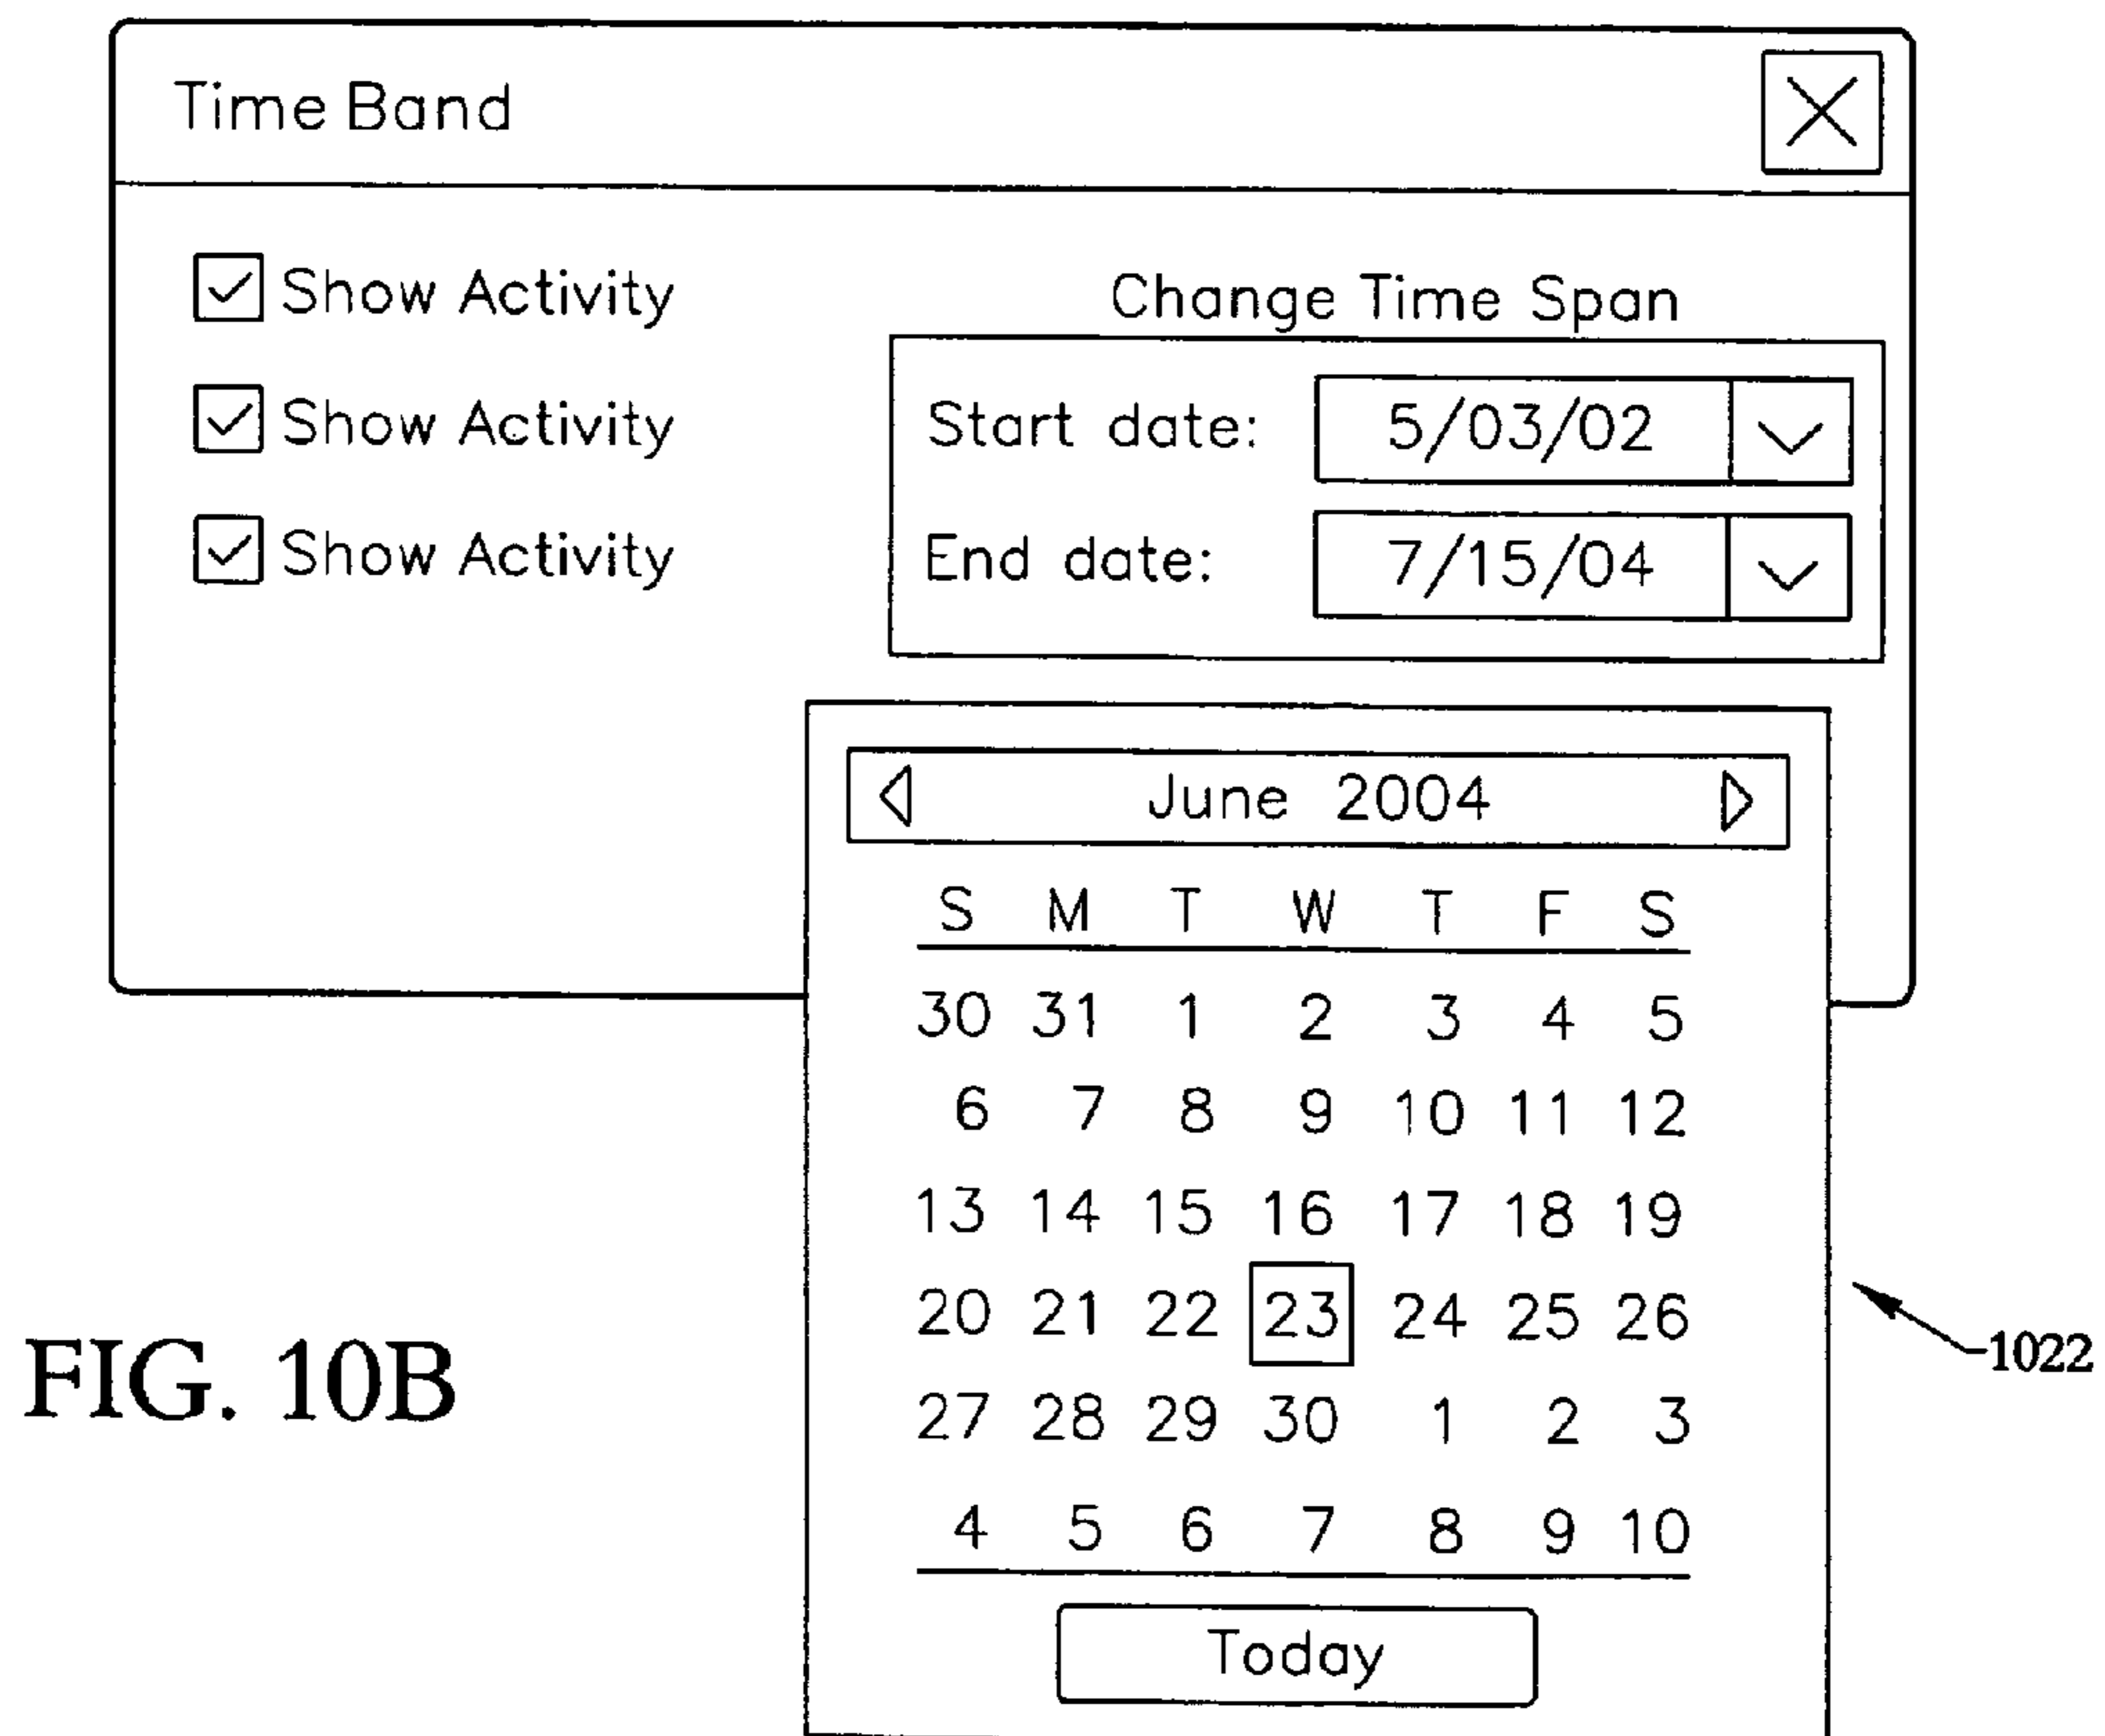 Time Band
Show Activity
Show Activity
Show Activity
Change Time Span
Start date: 5/03/02
End date: 7/15/04
June 2004
S M T W T F S
30 31 1 2 3 4 5
6 7 8 9 10 11 12
13 14 15 16 17 18 19
20 21 22 23 24 25 26
27 28 29 30 1 2 3
4 5 6 7 8 9 10
Today
1022
FIG. 10B